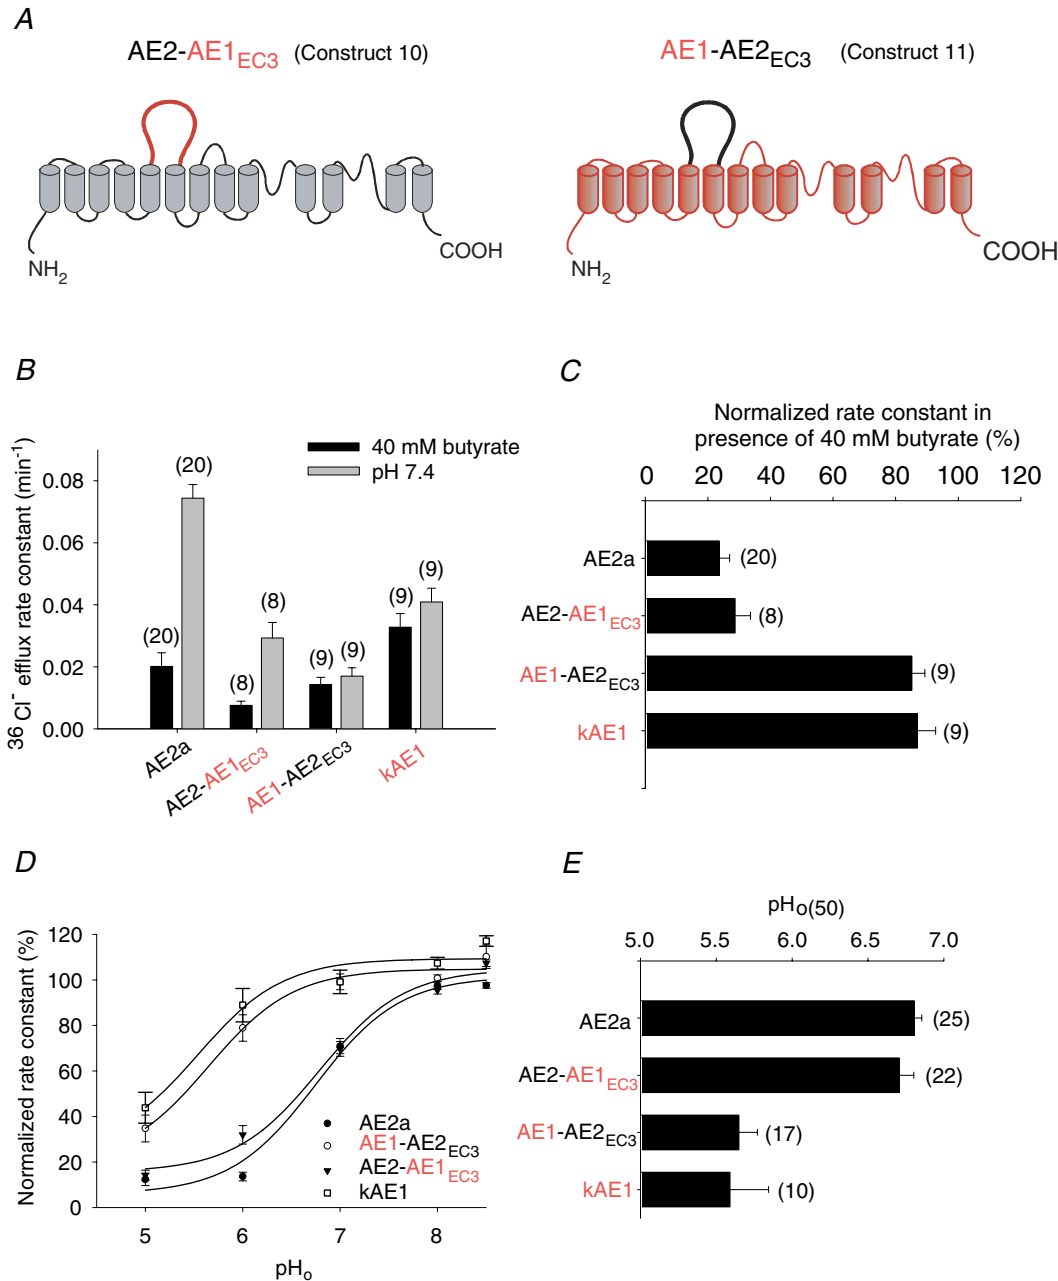 A
AE2-AE1EC3 (Construct 10)
AE1-AE2EC3 (Construct 11)
NH2
COOH
NH2
COOH
B
36Cl- efflux rate constant (min-1)
40 mM butyrate
pH 7.4
0.08
0.06
0.04
0.02
0.00
(20)
(20)
(8)
(8)
(9)
(9)
(9)
(9)
AE2a
AE2-AE1EC3
AE1-AE2EC3
kAE1
C
Normalized rate constant in
presence of 40 mM butyrate (%)
0 20 40 60 80 100 120
AE2a (20)
AE2-AE1EC3 (8)
AE1-AE2EC3 (9)
kAE1 (9)
D
Normalized rate constant (%)
120
100
80
60
40
20
0
AE2a
AE1-AE2EC3
AE2-AE1EC3
kAE1
5 6 7 8
pHo
E
pHo(50)
5.0 5.5 6.0 6.5 7.0
AE2a (25)
AE2-AE1EC3 (22)
AE1-AE2EC3 (17)
kAE1 (10)